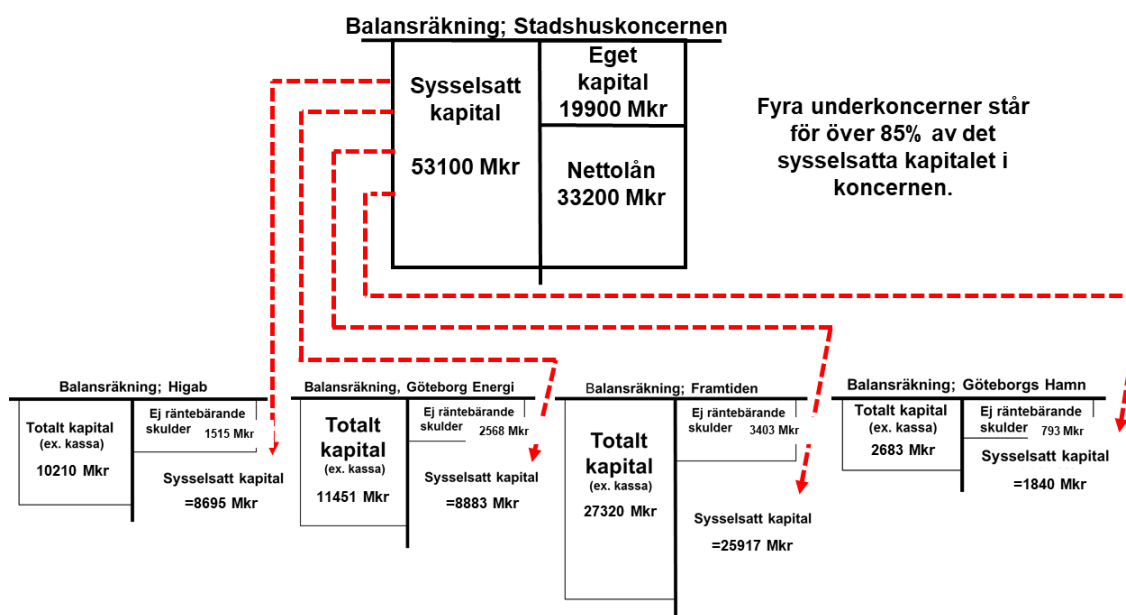 Balansräkning; Stadshuskoncernen
Sysselsatt
kapital
53100 Mkr
Eget
kapital
19900 Mkr
Nettolån
33200 Mkr
Fyra underkoncerner står
för över 85% av det
sysselsatta kapitalet i
koncernen.
Balansräkning; Higab
Totalt kapital
(ex. kassa)
10210 Mkr
Ej räntebärande
skulder 1515 Mkr
Sysselsatt kapital
=8695 Mkr
Balansräkning, Göteborg Energi
Totalt
kapital
(ex. kassa)
11451 Mkr
Ej räntebärande
skulder 2568 Mkr
Sysselsatt kapital
=8883 Mkr
Balansräkning; Framtiden
Totalt
kapital
(ex. kassa)
27320 Mkr
Ej räntebärande
skulder 3403 Mkr
Sysselsatt kapital
=25917 Mkr
Balansräkning; Göteborgs Hamn
Totalt kapital
(ex. kassa)
2683 Mkr
Ej räntebärande
skulder 793 Mkr
Sysselsatt kapital
=1840 Mkr